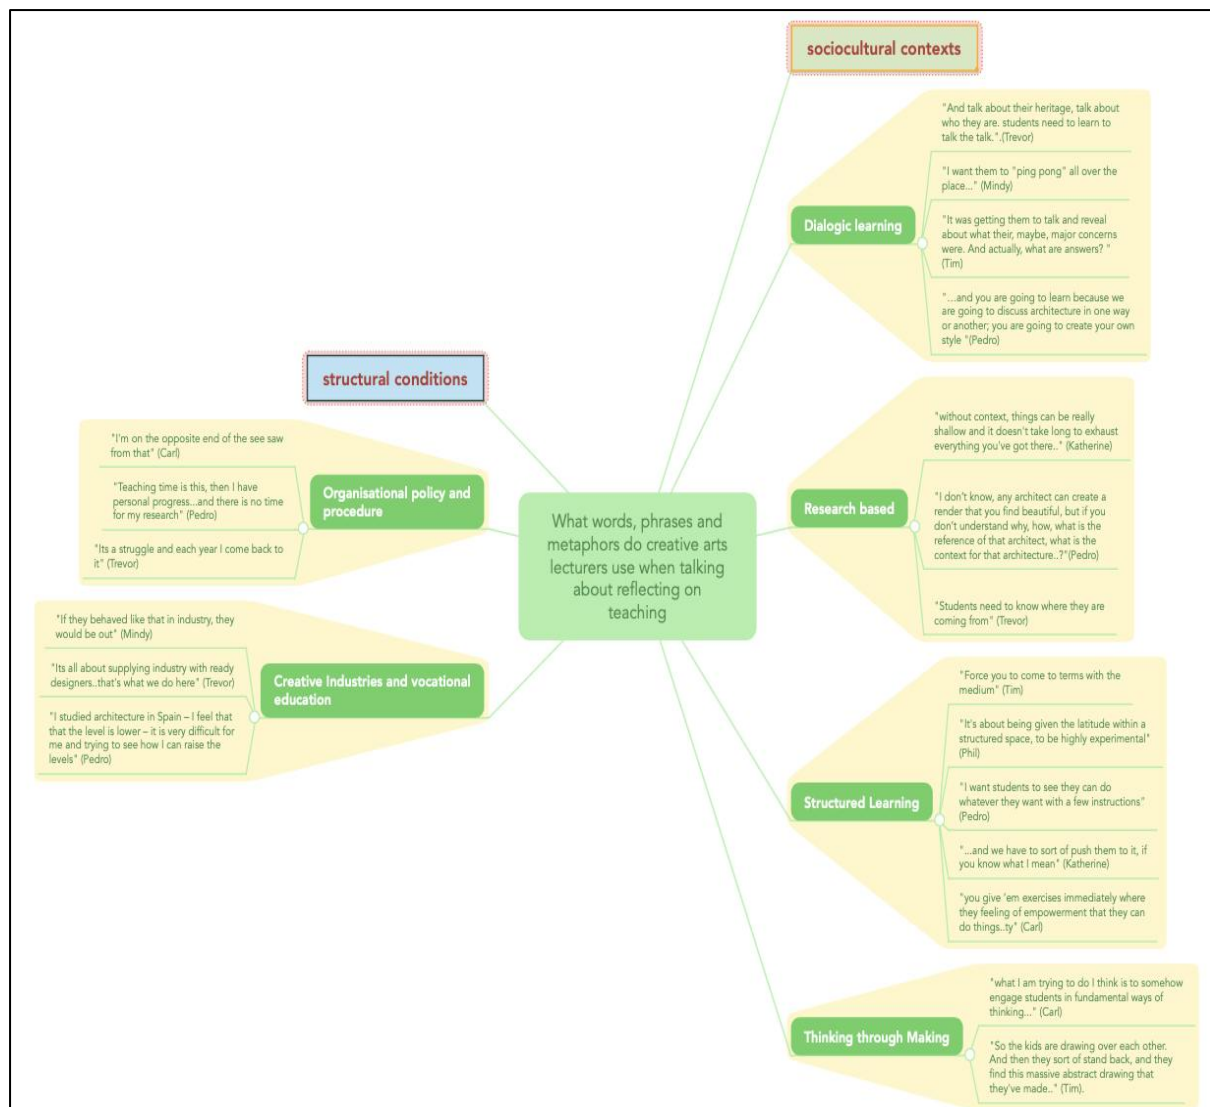 sociocultural contexts
"And talk about their heritage, talk about
who they are. students need to learn to
talk the talk.".(Trevor)
"I want them to "ping pong" all over the
place..." (Mindy)
Dialogic learning
"It was getting them to talk and reveal
about what their, maybe, major concerns
were. And actually, what are answers? "
(Tim)
"...and you are going to learn because we
are going to discuss architecture in one way
or another; you are going to create your own
style "(Pedro)
structural conditions
"I'm on the opposite end of the see saw
from that" (Carl)
"Teaching time is this, then I have
personal progress...and there is no time
for my research" (Pedro)
"Its a struggle and each year I come back to
it" (Trevor)
Organisational policy and
procedure
"without context, things can be really
shallow and it doesn't take long to exhaust
everything you've got there.." (Katherine)
Research based
"I don't know, any architect can create a
render that you find beautiful, but if you
don't understand why, how, what is the
reference of that architect, what is the
context for that architecture..?"(Pedro)
"Students need to know where they are
coming from" (Trevor)
What words, phrases and
metaphors do creative arts
lecturers use when talking
about reflecting on
teaching
"If they behaved like that in industry, they
would be out" (Mindy)
"Its all about supplying industry with ready
designers..that's what we do here" (Trevor)
"I studied architecture in Spain – I feel that
that the level is lower – it is very difficult for
me and trying to see how I can raise the
levels" (Pedro)
Creative Industries and vocational
education
"Force you to come to terms with the
medium" (Tim)
"It's about being given the latitude within a
structured space, to be highly experimental"
(Phil)
Structured Learning
"I want students to see they can do
whatever they want with a few instructions"
(Pedro)
"...and we have to sort of push them to it, if
you know what I mean" (Katherine)
"you give 'em exercises immediately where
they feeling of empowerment that they can
do things..ty" (Carl)
"what I am trying to do I think is to somehow
engage students in fundamental ways of
thinking..." (Carl)
Thinking through Making
"So the kids are drawing over each other.
And then they sort of stand back, and they
find this massive abstract drawing that
they've made.." (Tim).